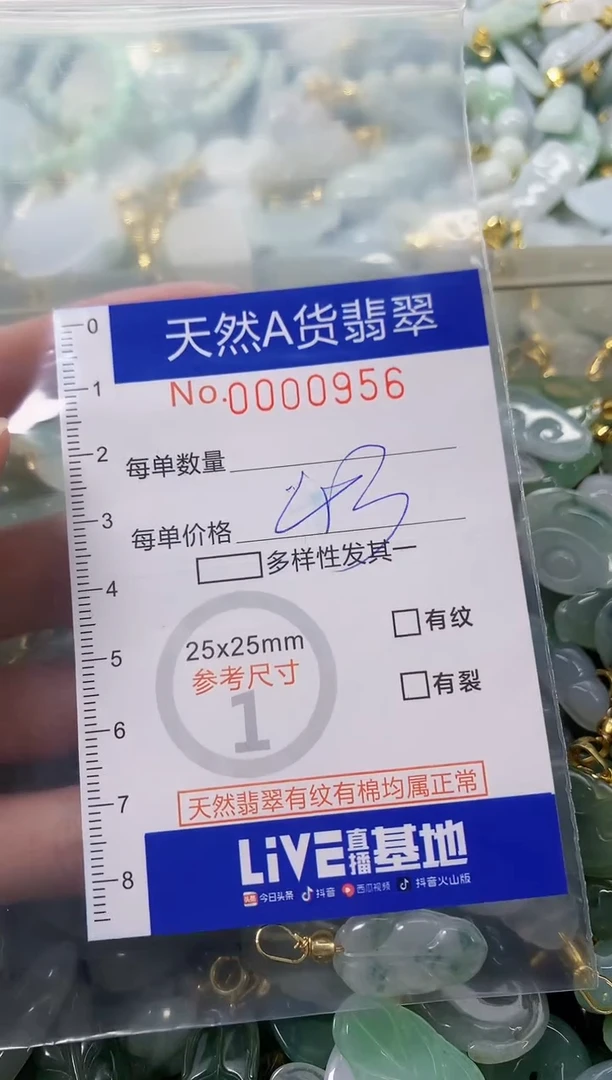 天然A货翡翠
No.0000956
每单数量
每单价格
多样性发其一
25x25mm
参考尺寸
1
有纹
有裂
天然翡翠有纹有棉均属正常
LiVE直播基地
头条 今日头条 抖音 西瓜视频 抖音火山版
0
1
2
3
4
5
6
7
8